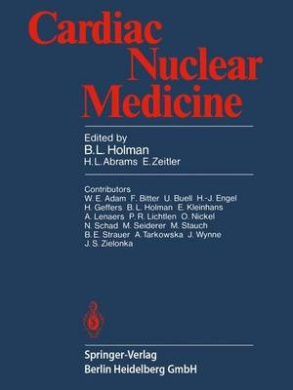 Cardiac
Nuclear
Medicine
Edited by
B.L. Holman
H.L. Abrams E. Zeitler
Contributors
W.E. Adam F. Bitter U. Buell H.-J. Engel
H. Geffers B.L. Holman E. Kleinhans
A. Lenaers P.R. Lichtlen O. Nickel
N. Schad M. Seiderer M. Stauch
B.E. Strauer A. Tarkowska J. Wynne
J.S. Zielonka
Springer-Verlag
Berlin Heidelberg GmbH